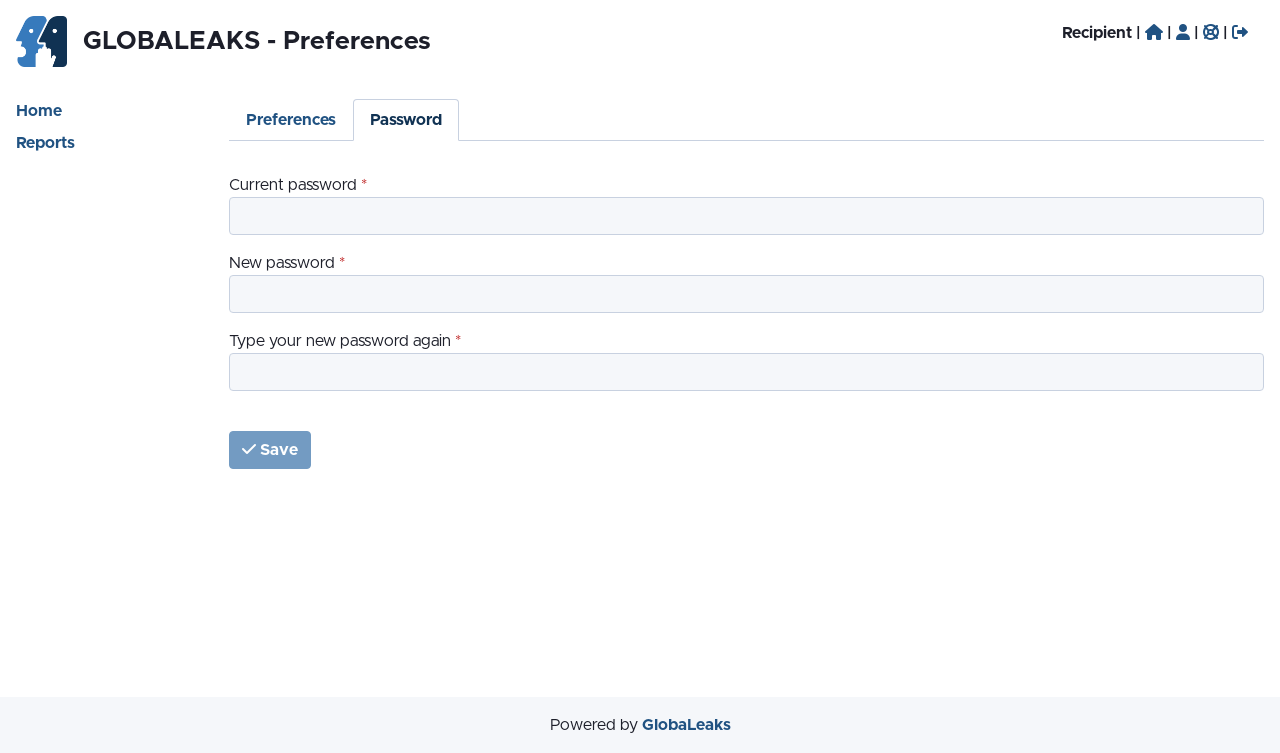 GLOBALEAKS - Preferences
Recipient | | | |
Home
Reports
Preferences
Password
Current password *
New password *
Type your new password again *
Save
Powered by GlobaLeaks